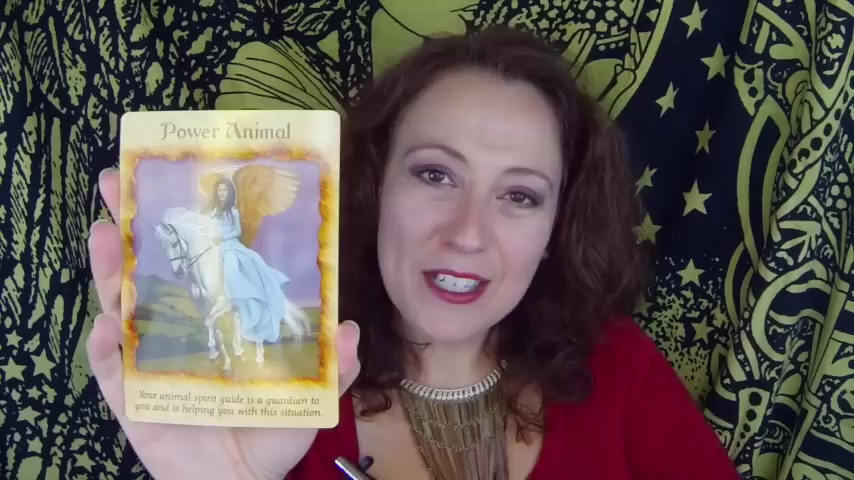 Power Animal
Your animal spirit guide is a guardian to
you and is helping you with this situation.